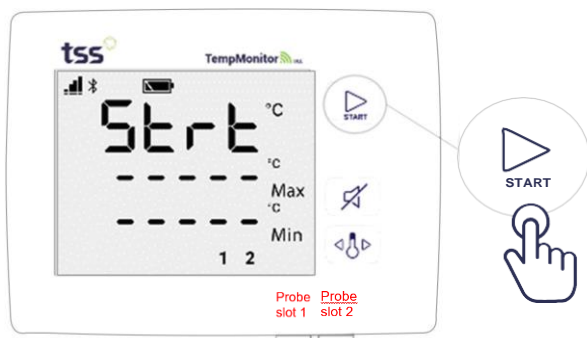 tss
TempMonitor
Strt °C
°C
----- Max
°C
----- Min
1 2
START
START
Probe Probe
slot 1 slot 2